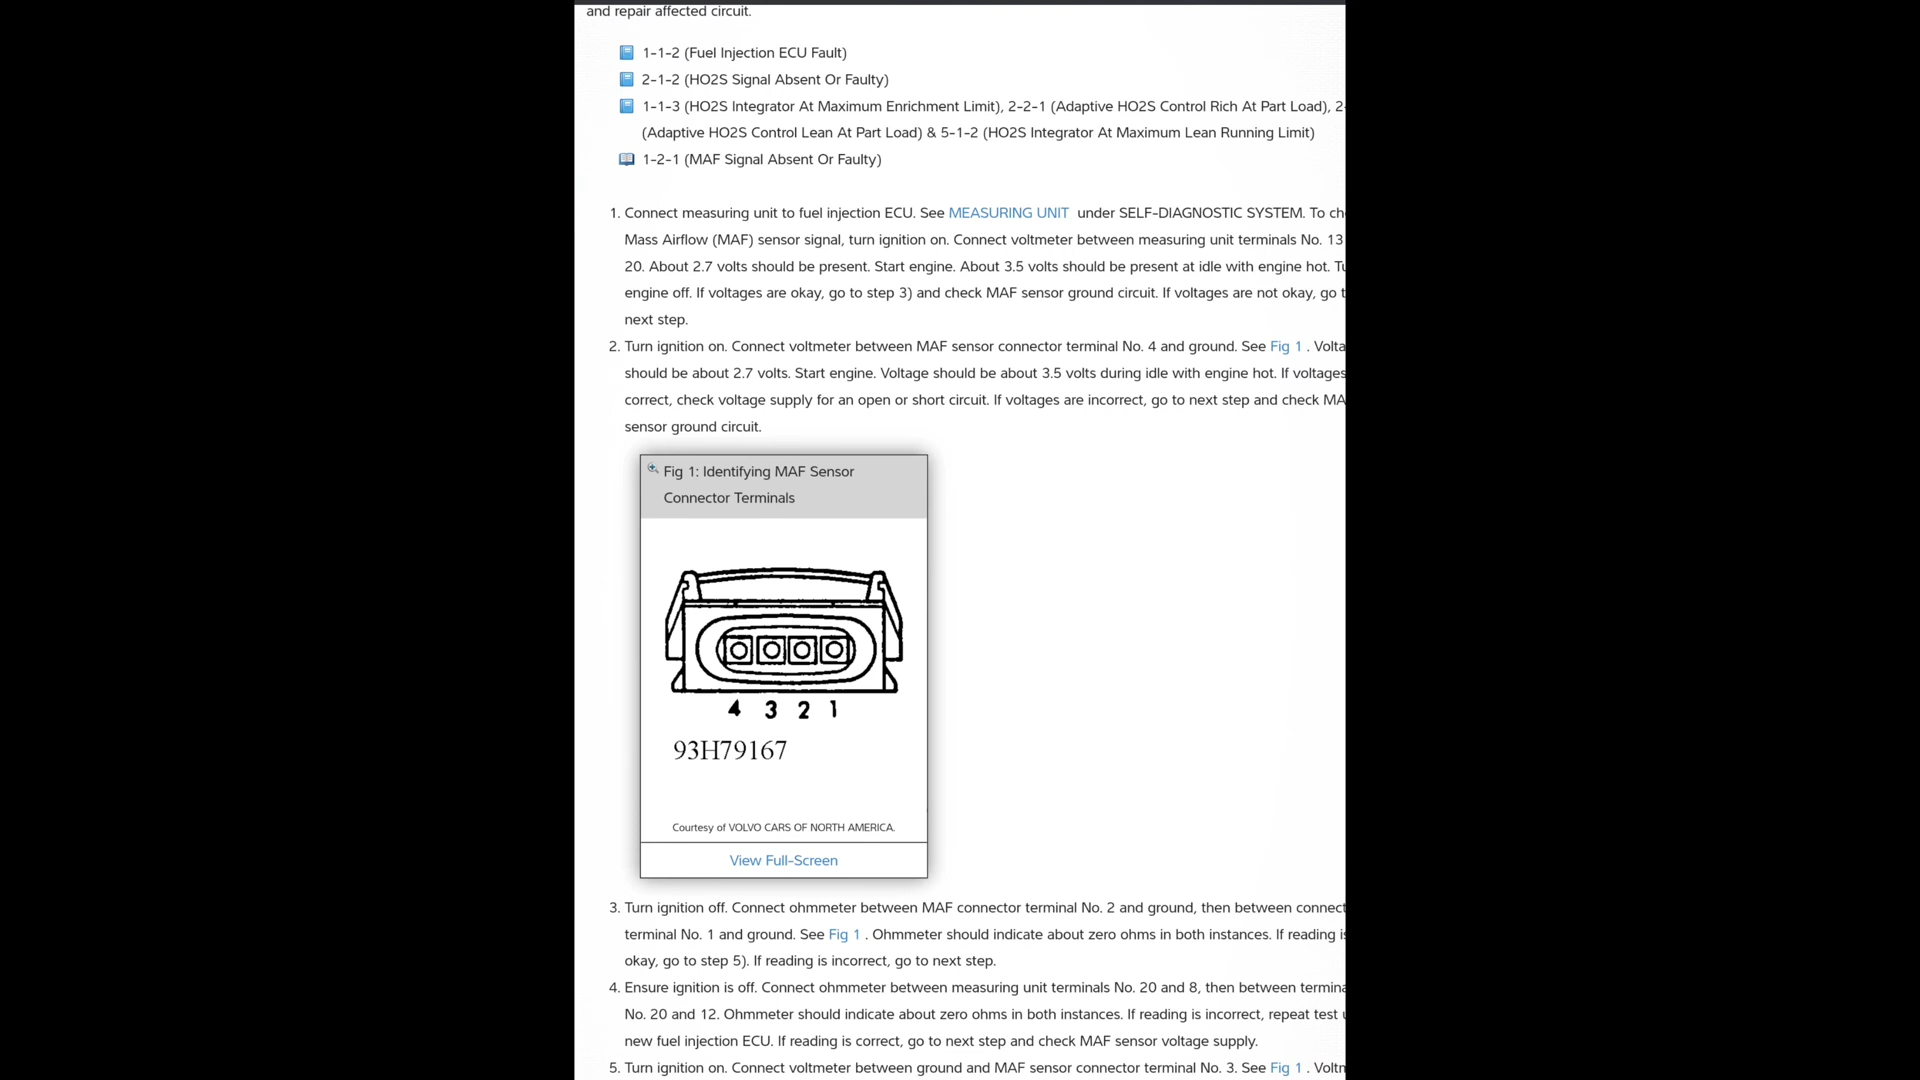 and repair affected circuit.
1-1-2 (Fuel Injection ECU Fault)
2-1-2 (HO2S Signal Absent Or Faulty)
1-1-3 (HO2S Integrator At Maximum Enrichment Limit), 2-2-1 (Adaptive HO2S Control Rich At Part Load), 2-
(Adaptive HO2S Control Lean At Part Load) & 5-1-2 (HO2S Integrator At Maximum Lean Running Limit)
1-2-1 (MAF Signal Absent Or Faulty)
1. Connect measuring unit to fuel injection ECU. See MEASURING UNIT under SELF-DIAGNOSTIC SYSTEM. To
Mass Airflow (MAF) sensor signal, turn ignition on. Connect voltmeter between measuring unit terminals No. 13
20. About 2.7 volts should be present. Start engine. About 3.5 volts should be present at idle with engine hot.
engine off. If voltages are okay, go to step 3) and check MAF sensor ground circuit. If voltages are not okay, go
next step.
2. Turn ignition on. Connect voltmeter between MAF sensor connector terminal No. 4 and ground. See Fig 1 .
should be about 2.7 volts. Start engine. Voltage should be about 3.5 volts during idle with engine hot. If voltages
correct, check voltage supply for an open or short circuit. If voltages are incorrect, go to next step and check
sensor ground circuit.
Fig 1: Identifying MAF Sensor
Connector Terminals
4 3 2 1
93H79167
Courtesy of VOLVO CARS OF NORTH AMERICA.
View Full-Screen
3. Turn ignition off. Connect ohmmeter between MAF connector terminal No. 2 and ground, then between
terminal No. 1 and ground. See Fig 1 . Ohmmeter should indicate about zero ohms in both instances. If reading
okay, go to step 5). If reading is incorrect, go to next step.
4. Ensure ignition is off. Connect ohmmeter between measuring unit terminals No. 20 and 8, then between
No. 20 and 12. Ohmmeter should indicate about zero ohms in both instances. If reading is incorrect, repeat test
new fuel injection ECU. If reading is correct, go to next step and check MAF sensor voltage supply.
5. Turn ignition on. Connect voltmeter between ground and MAF sensor connector terminal No. 3. See Fig 1 .